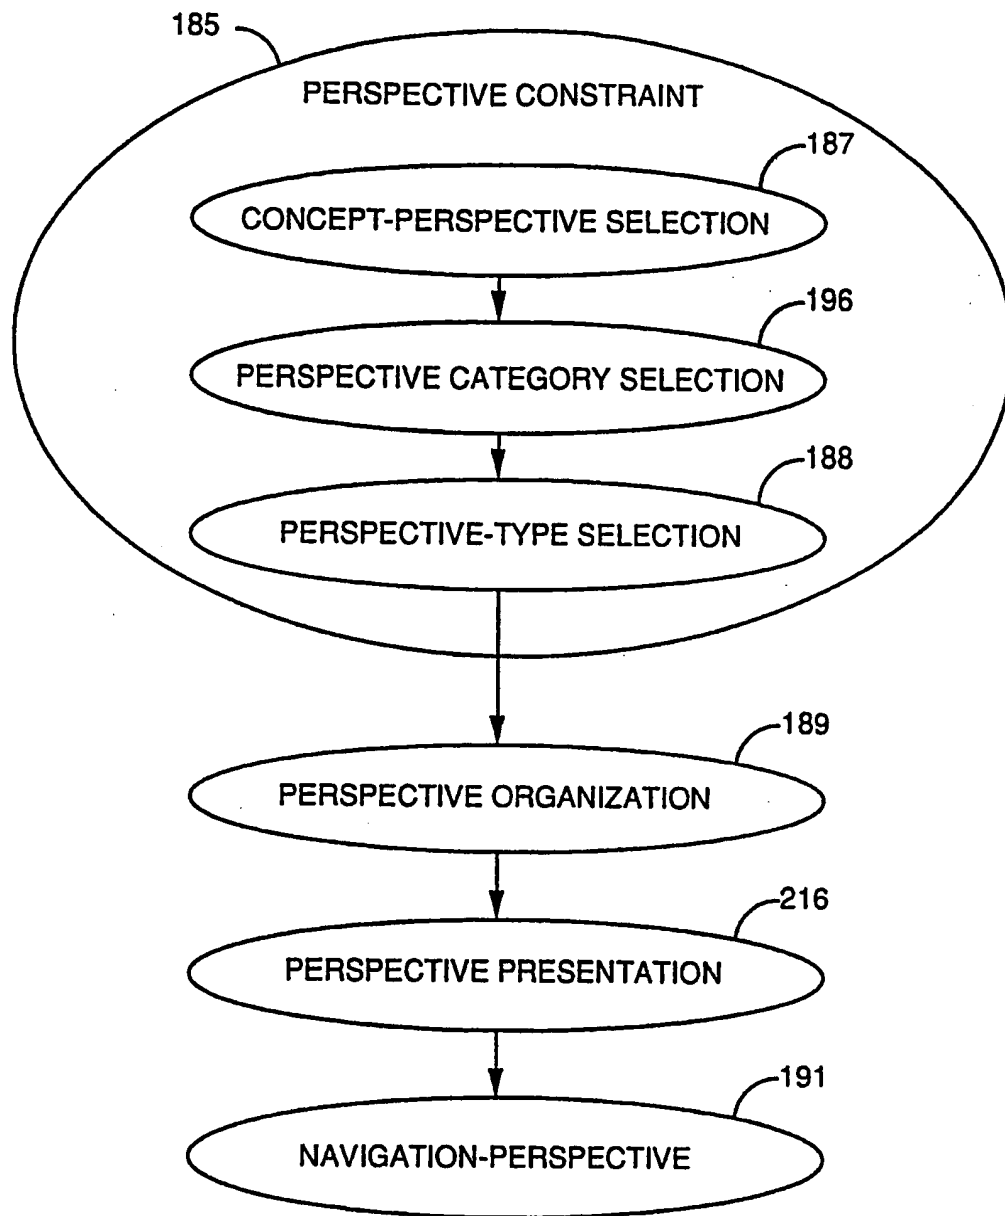 185
PERSPECTIVE CONSTRAINT
187
CONCEPT-PERSPECTIVE SELECTION
196
PERSPECTIVE CATEGORY SELECTION
188
PERSPECTIVE-TYPE SELECTION
189
PERSPECTIVE ORGANIZATION
216
PERSPECTIVE PRESENTATION
191
NAVIGATION-PERSPECTIVE